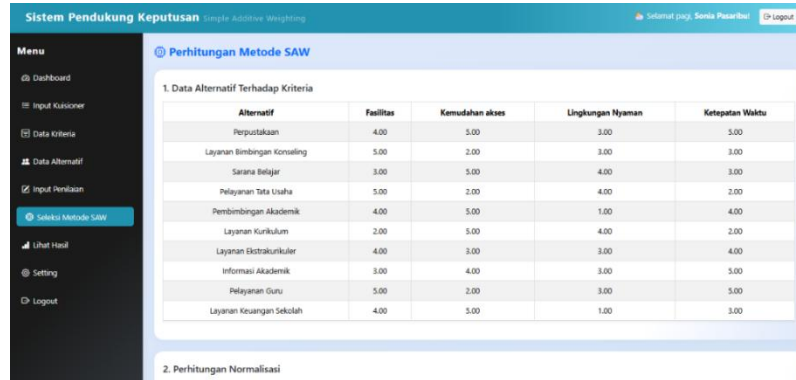 Sistem Pendukung Keputusan Simple Additive Weighting
Selamat pagi, Sonia Pasaribu!
Logout
Menu
Dashboard
Input Kuisioner
Data Kriteria
Data Alternatif
Input Penilaian
Seleksi Metode SAW
Lihat Hasil
Setting
Logout
Perhitungan Metode SAW
1. Data Alternatif Terhadap Kriteria
Alternatif Fasilitas Kemudahan akses Lingkungan Nyaman Ketepatan Waktu
Perpustakaan 4.00 5.00 3.00 5.00
Layanan Bimbingan Konseling 5.00 2.00 3.00 3.00
Sarana Belajar 3.00 5.00 4.00 3.00
Pelayanan Tata Usaha 5.00 2.00 4.00 2.00
Pembimbingan Akademik 4.00 5.00 1.00 4.00
Layanan Kurikulum 2.00 5.00 4.00 2.00
Layanan Ekstrakurikuler 4.00 3.00 3.00 4.00
Informasi Akademik 3.00 4.00 3.00 5.00
Pelayanan Guru 5.00 2.00 3.00 5.00
Layanan Keuangan Sekolah 4.00 5.00 1.00 3.00
2. Perhitungan Normalisasi